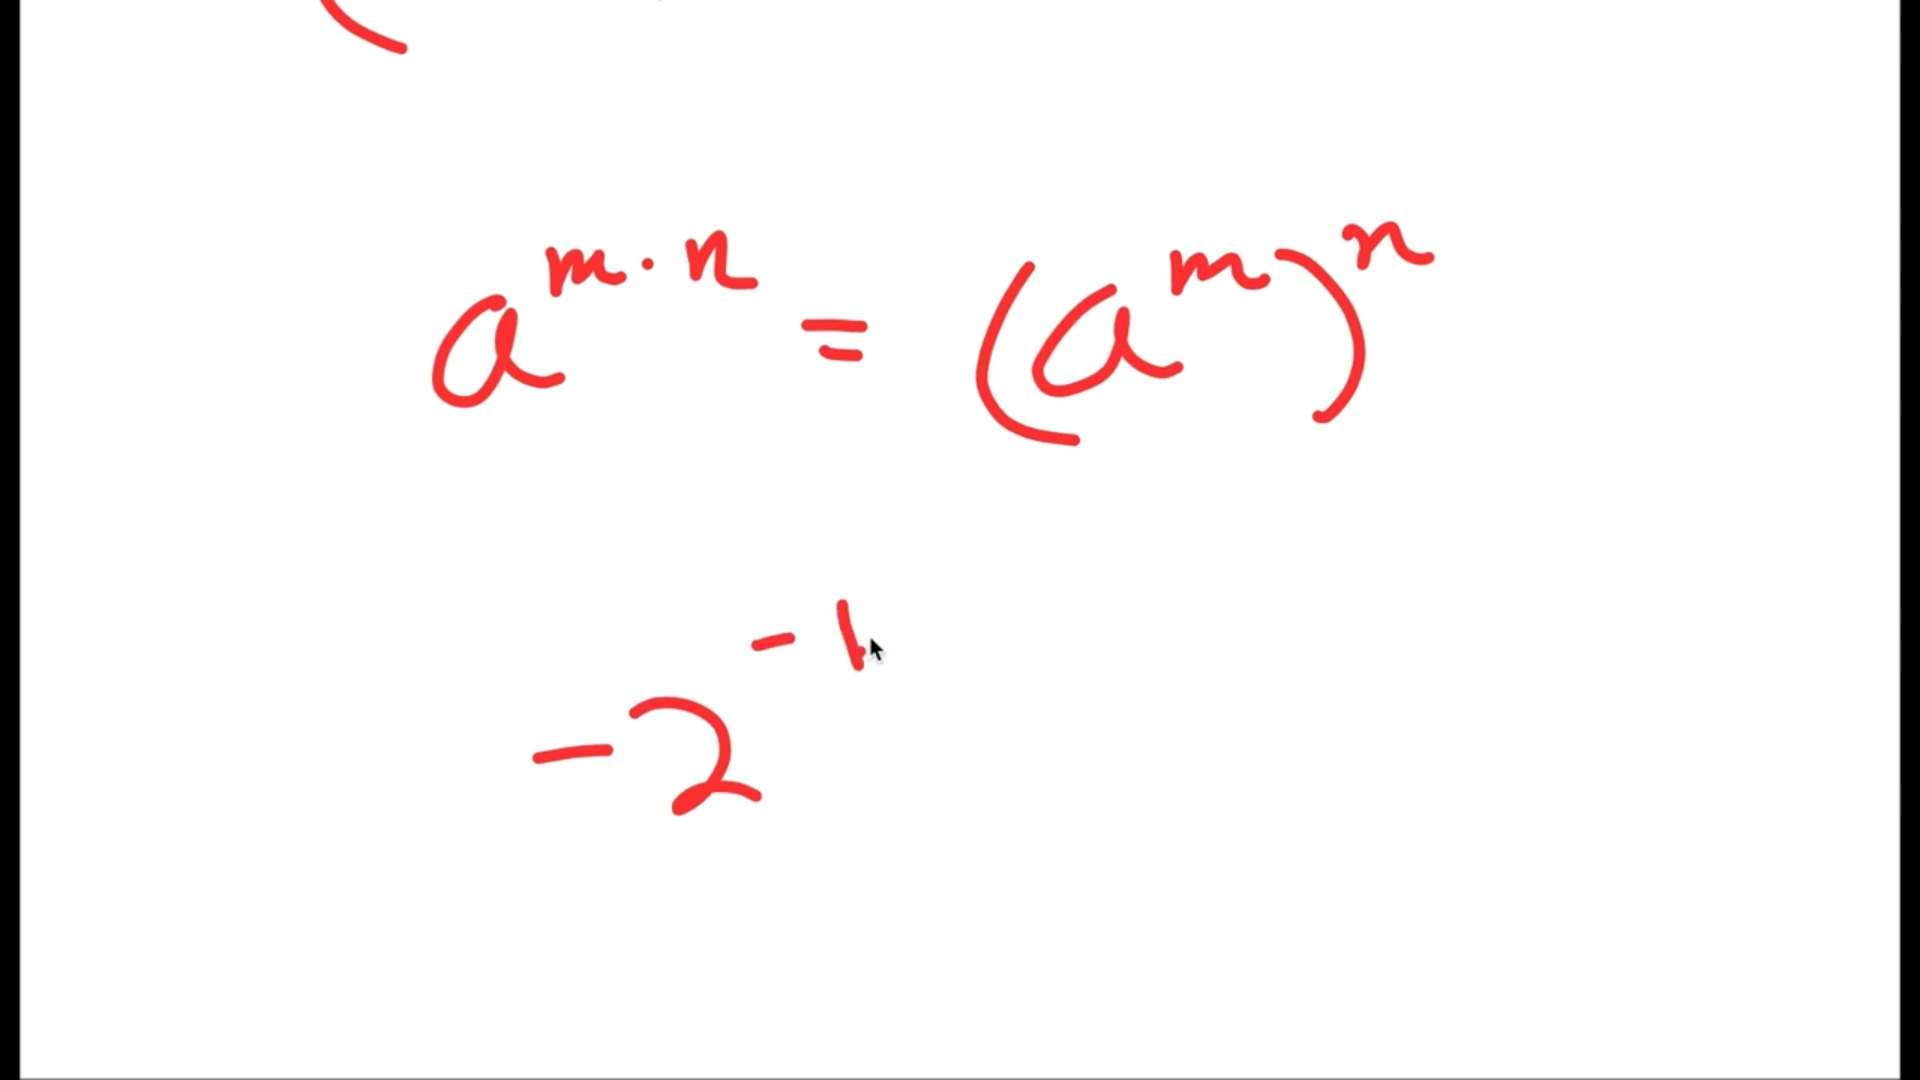 a^{m·n} = (a^m)^n
-2^{-1}